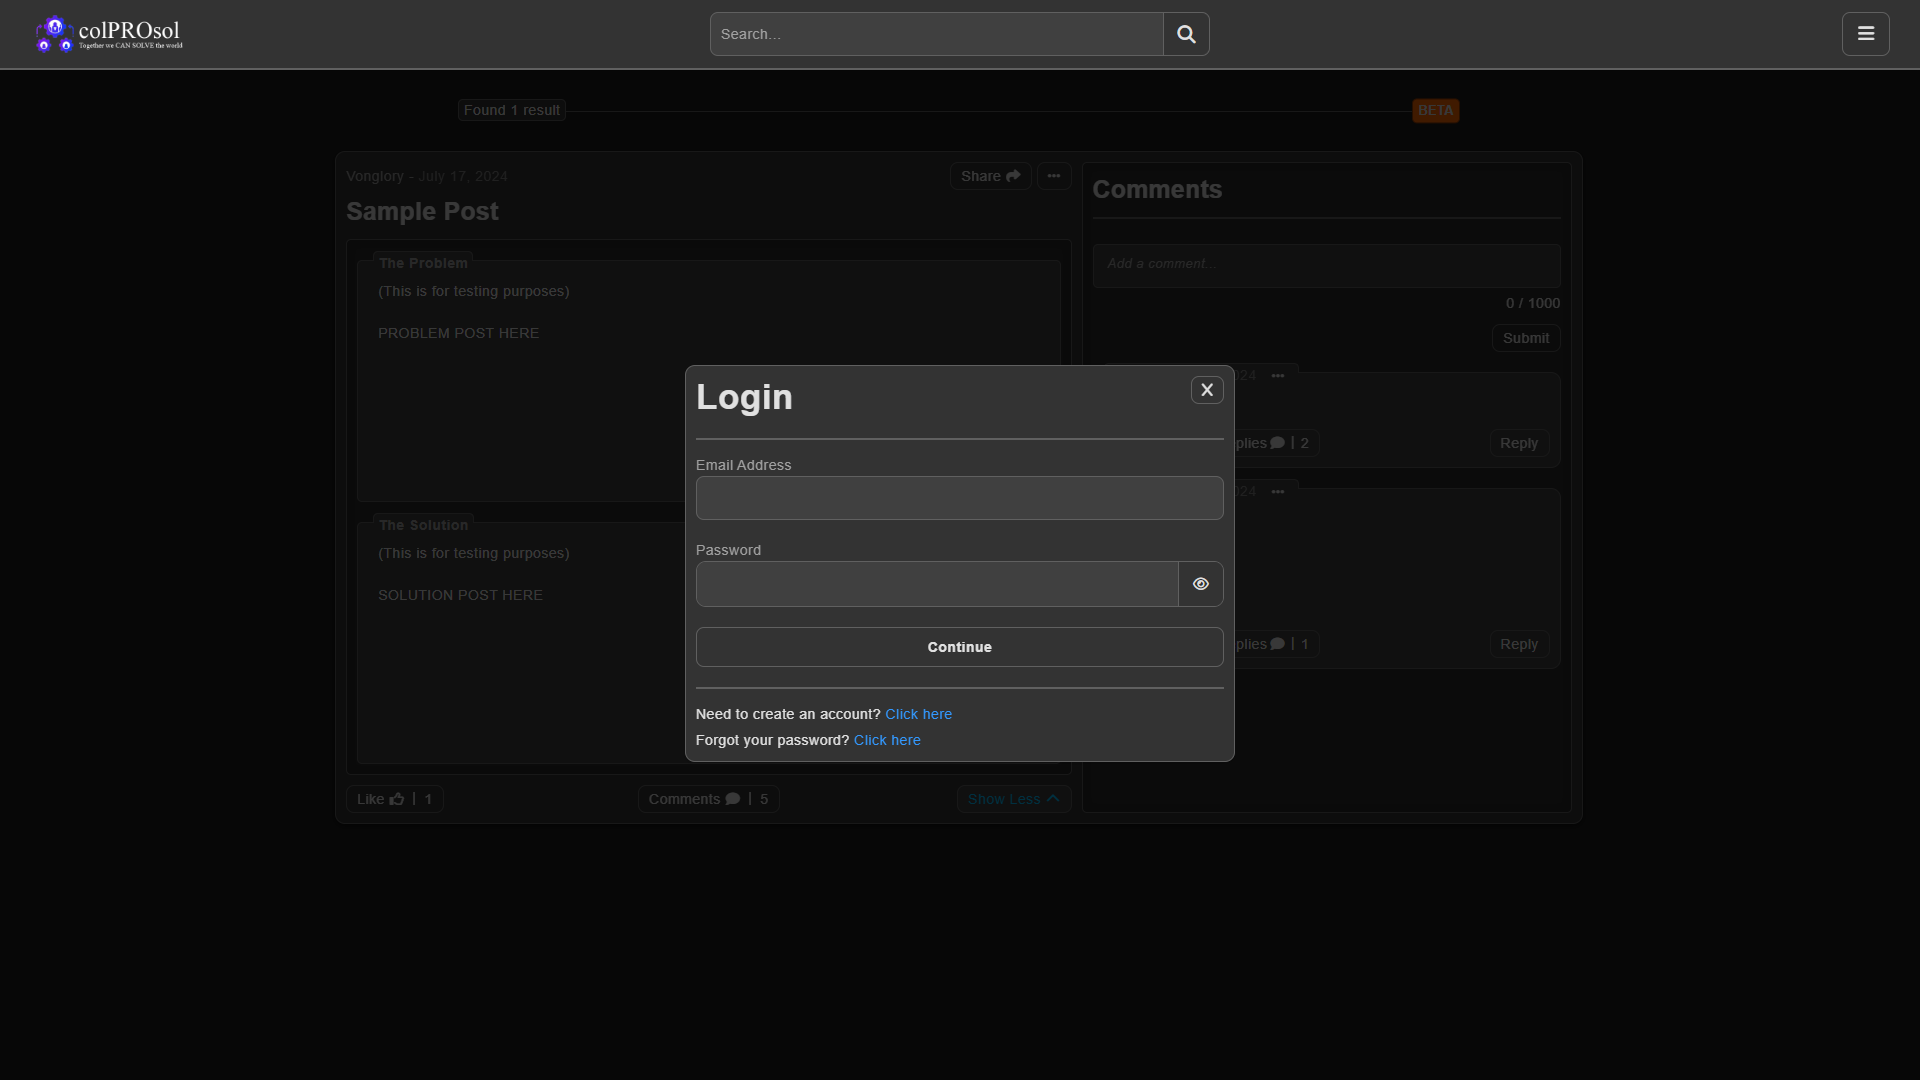 colPROsol
Together we CAN SOLVE the world
Search...
Found 1 result
BETA
Vonglory - July 17, 2024
Share
Sample Post
The Problem
(This is for testing purposes)
PROBLEM POST HERE
The Solution
(This is for testing purposes)
SOLUTION POST HERE
Like | 1
Comments | 5
Show Less
Comments
Add a comment...
0 / 1000
Submit
24
plies | 2
Reply
24
plies | 1
Reply
Login
X
Email Address
Password
Continue
Need to create an account? Click here
Forgot your password? Click here